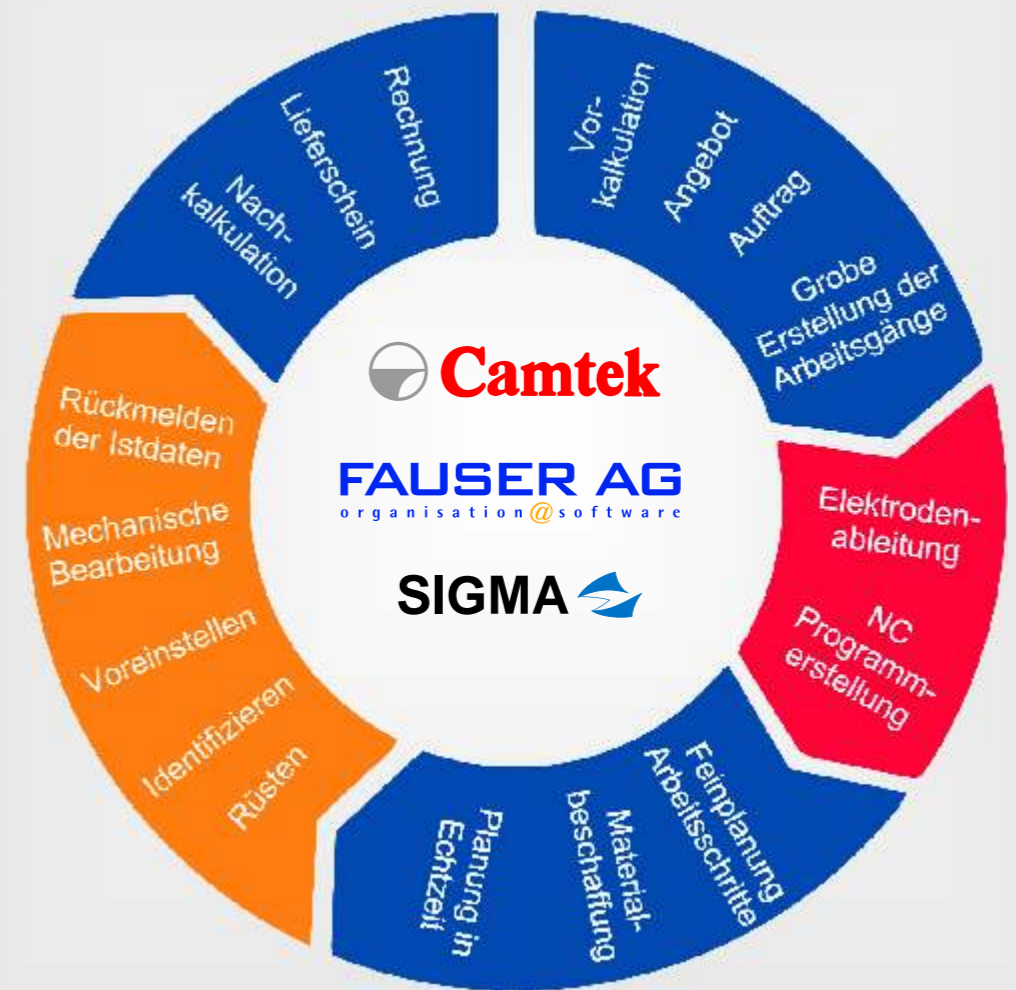 Vor-
kalkulation
Angebot
Auftrag
Grobe
Erstellung der
Arbeitsgänge
Elektroden-
ableitung
NC
Programm-
erstellung
Feinplanung
Arbeitsschritte
Material-
beschaffung
Planung in
Echtzeit
Rüsten
Identifizieren
Voreinstellen
Mechanische
Bearbeitung
Rückmelden
der Istdaten
Nach-
kalkulation
Lieferschein
Rechnung
Camtek
FAUSER AG
organisation@software
SIGMA